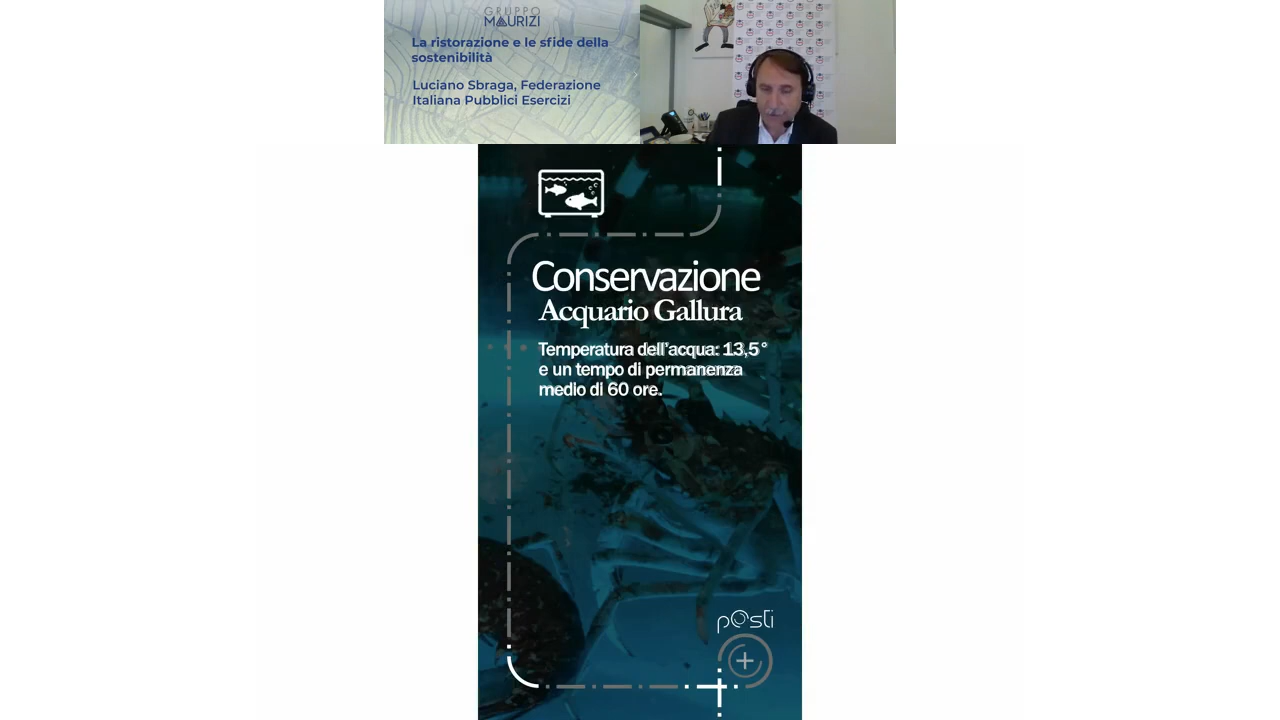 GRUPPO
MAURIZI
La ristorazione e le sfide della
sostenibilità
Luciano Sbraga, Federazione
Italiana Pubblici Esercizi
Conservazione
Acquario Gallura
Temperatura dell'acqua: 13,5°
e un tempo di permanenza
medio di 60 ore.
posti